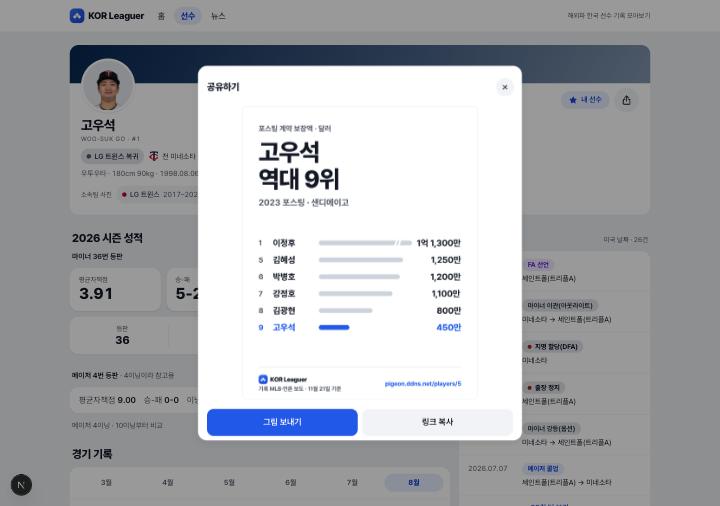 KOR Leaguer 홈 선수 뉴스
해외파 한국 선수 기록 모아보기
고우석
WOO-SUK GO · #1
LG 트윈스 복귀 전 미네소타
우투우타 · 180cm 90kg · 1998.08.06
소속팀 사진 LG 트윈스 2017–202
내 선수
공유하기
×
포스팅 계약 보장액 · 달러
고우석
역대 9위
2023 포스팅 · 샌디에이고
1 이정후 1억 1,300만
5 김혜성 1,250만
6 박병호 1,200만
7 강정호 1,100만
8 김광현 800만
9 고우석 450만
KOR Leaguer
기록 MLB·언론 보도 · 11월 21일 기준
pigeon.ddns.net/players/5
그림 보내기
링크 복사
2026 시즌 성적
마이너 36번 등판
평균자책점
3.91
승-패
5-2
등판
36
메이저 4번 등판 · 4이닝이라 참고용
평균자책점 9.00 승-패 0-0
메이저 4이닝 · 10이닝부터 비교
경기 기록
3월 4월 5월 6월 7월 8월
미국 날짜 · 26건
FA 선언
세인트폴(트리플A)
마이너 이관(아웃라이트)
미네소타 → 세인트폴(트리플A)
지명 할당(DFA)
미네소타
출장 정지
세인트폴(트리플A)
마이너 강등(옵션)
미네소타 → 세인트폴(트리플A)
2026.07.07
메이저 콜업
세인트폴(트리플A) → 미네소타
N